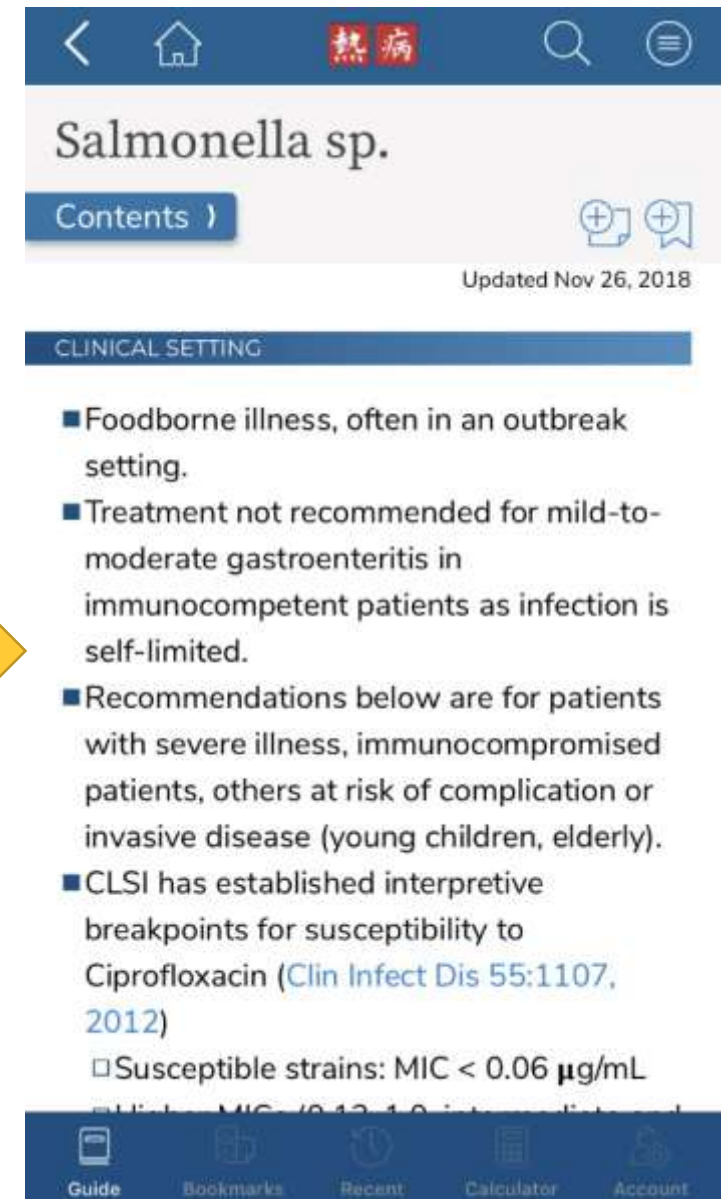 熱病
Salmonella sp.
Contents ⟩
Updated Nov 26, 2018
CLINICAL SETTING
■Foodborne illness, often in an outbreak
setting.
■Treatment not recommended for mild-to-
moderate gastroenteritis in
immunocompetent patients as infection is
self-limited.
■Recommendations below are for patients
with severe illness, immunocompromised
patients, others at risk of complication or
invasive disease (young children, elderly).
■CLSI has established interpretive
breakpoints for susceptibility to
Ciprofloxacin (Clin Infect Dis 55:1107,
2012)
□Susceptible strains: MIC < 0.06 µg/mL
Guide Bookmarks Recent Calculator Account